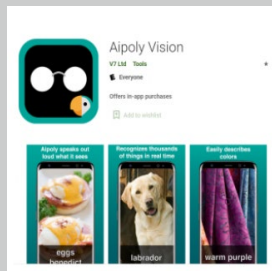 Aipoly Vision
V7 Ltd Tools
Everyone
Offers in-app purchases
Add to wishlist
Aipoly speaks out
loud what it sees
Recognizes thousands
of things in real time
Easily describes
colors
eggs
benedict
labrador
warm purple